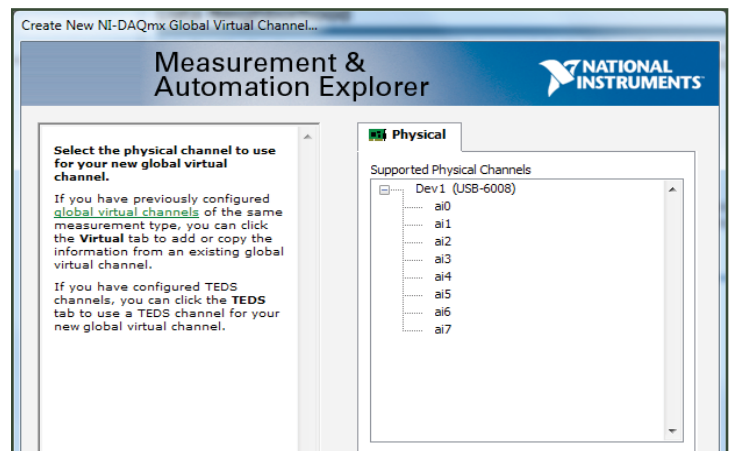 Create New NI-DAQmx Global Virtual Channel...
Measurement &
Automation Explorer
NATIONAL
INSTRUMENTS
Select the physical channel to use
for your new global virtual
channel.
If you have previously configured
global virtual channels of the same
measurement type, you can click
the Virtual tab to add or copy the
information from an existing global
virtual channel.
If you have configured TEDS
channels, you can click the TEDS
tab to use a TEDS channel for your
new global virtual channel.
Physical
Supported Physical Channels
Dev1 (USB-6008)
ai0
ai1
ai2
ai3
ai4
ai5
ai6
ai7